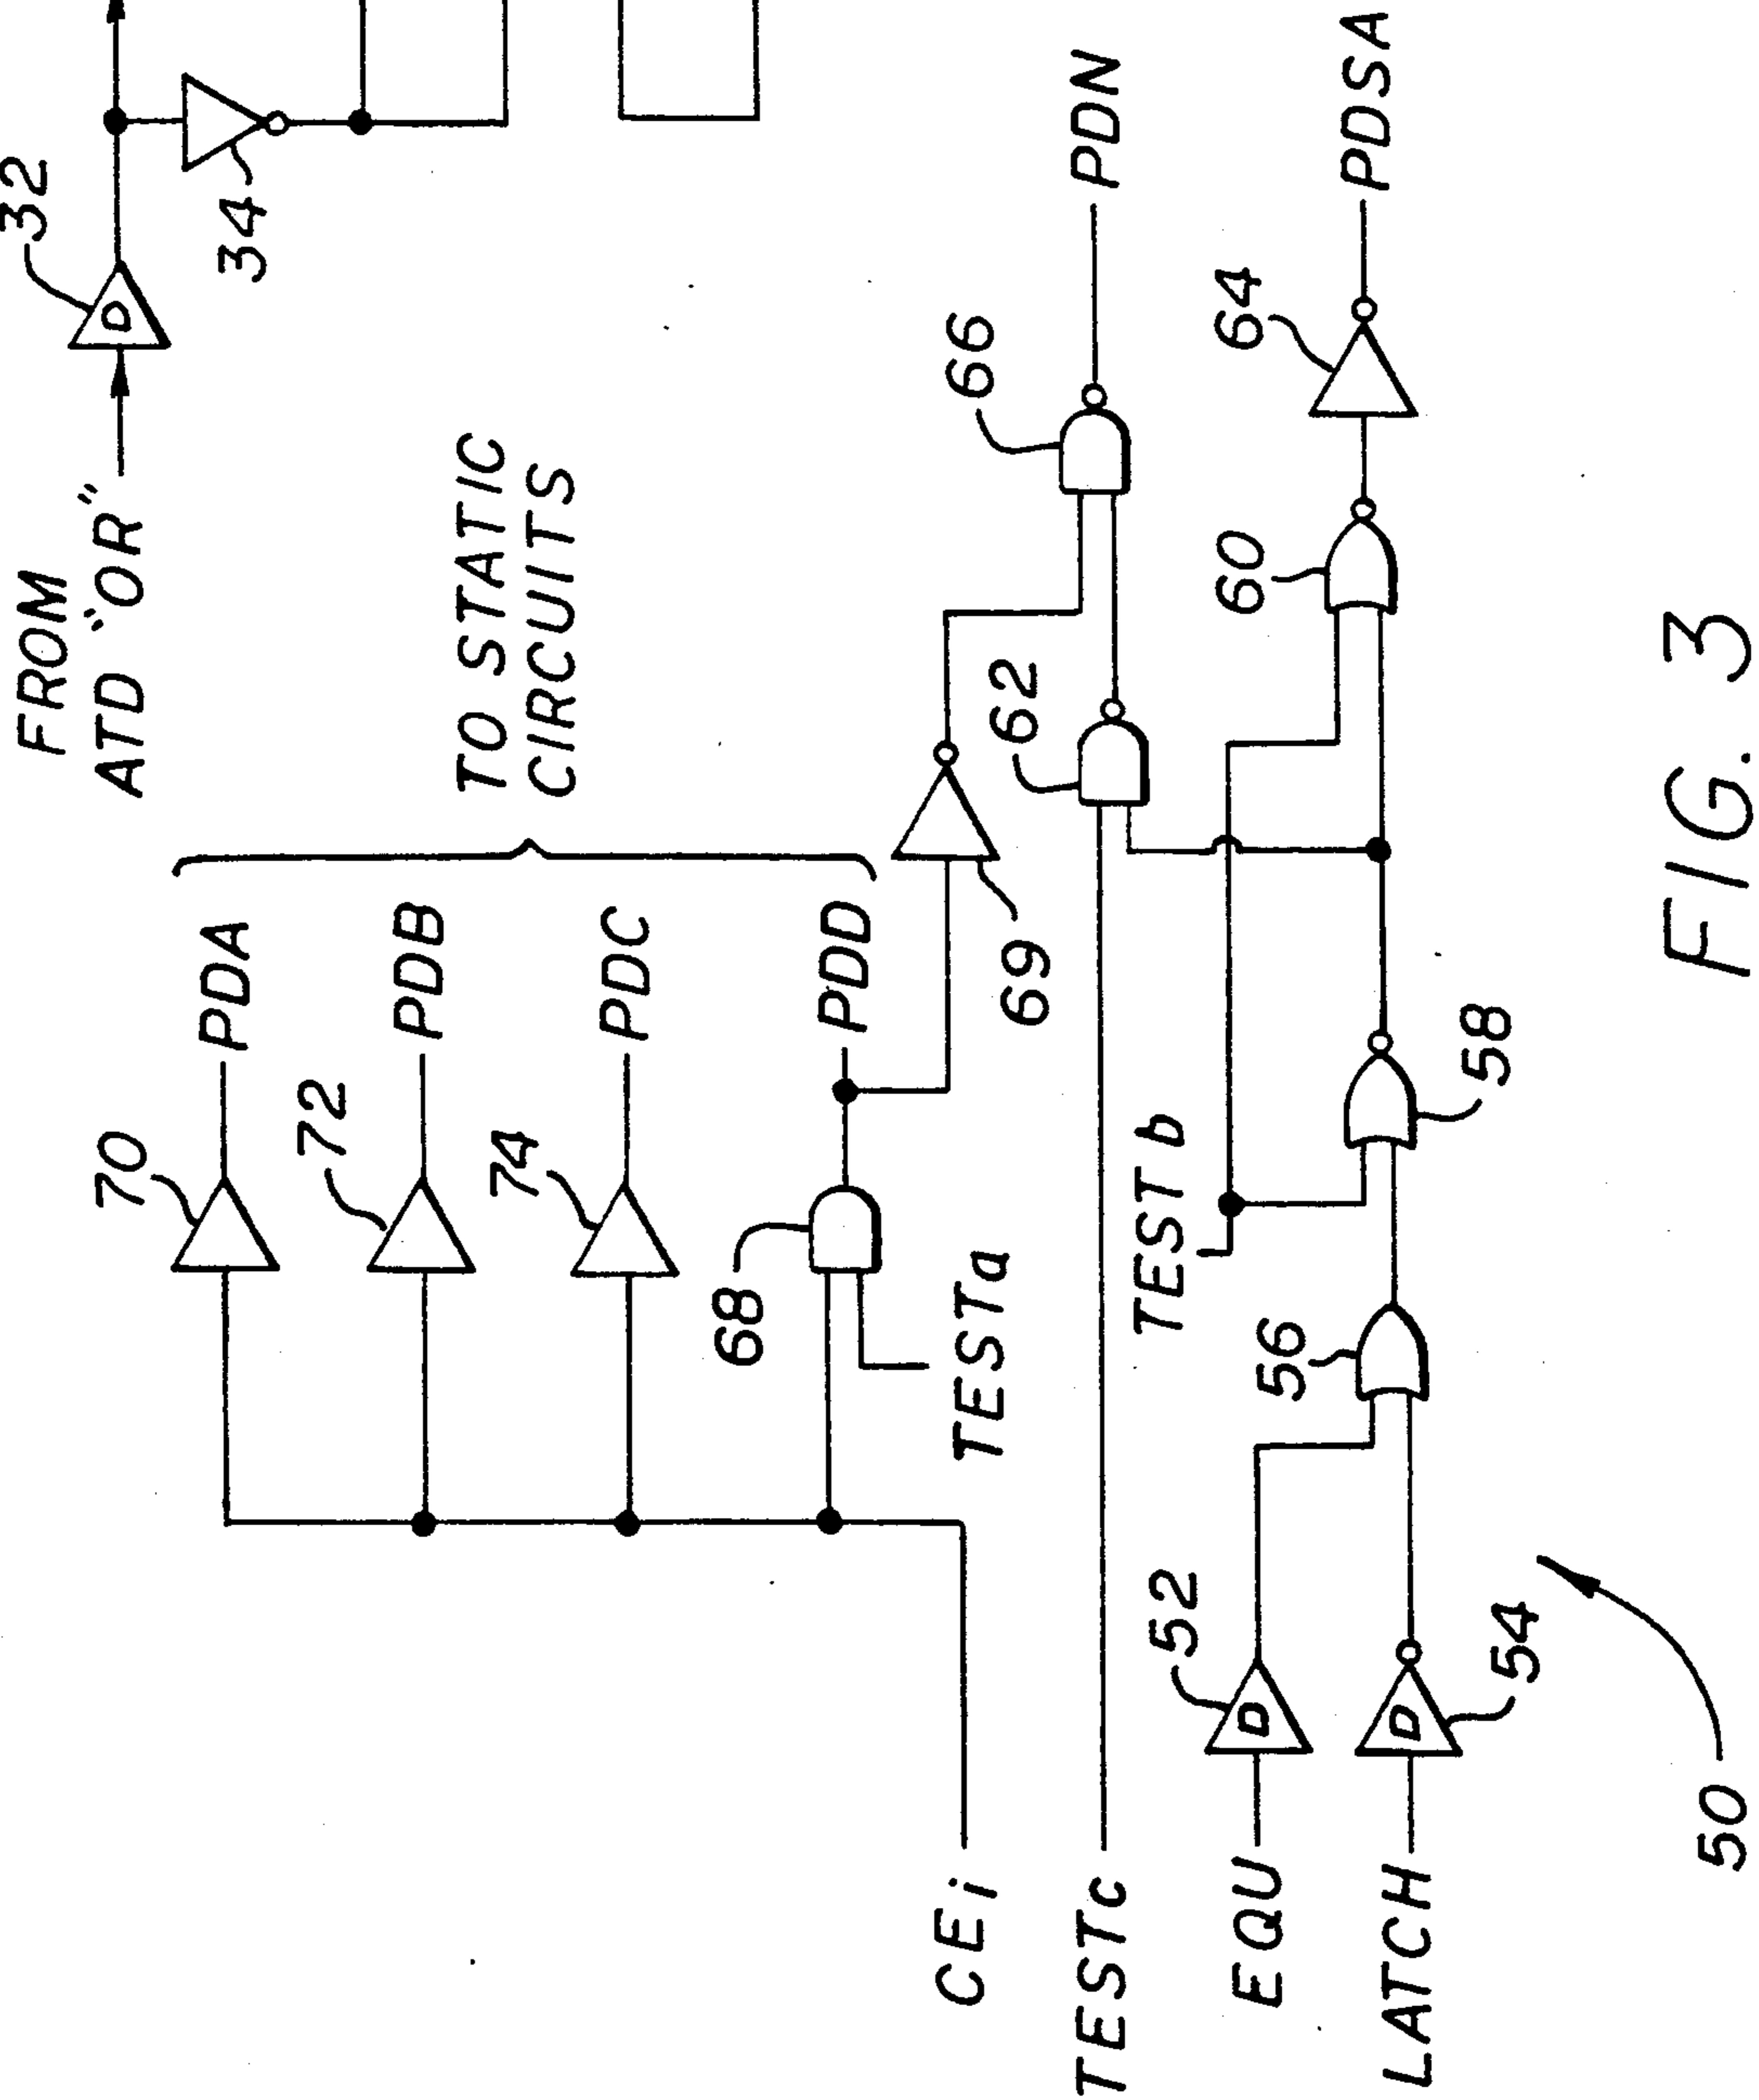 32
34
FROM
ATD "OR"
TO STATIC
CIRCUITS
70
PDA
72
PDB
74
PDC
68
PDD
TESTa
69
62
66
PDN
CEi
TESTc
TESTb
EQU
52
LATCH
54
56
58
60
64
PDSA
50
FIG. 3